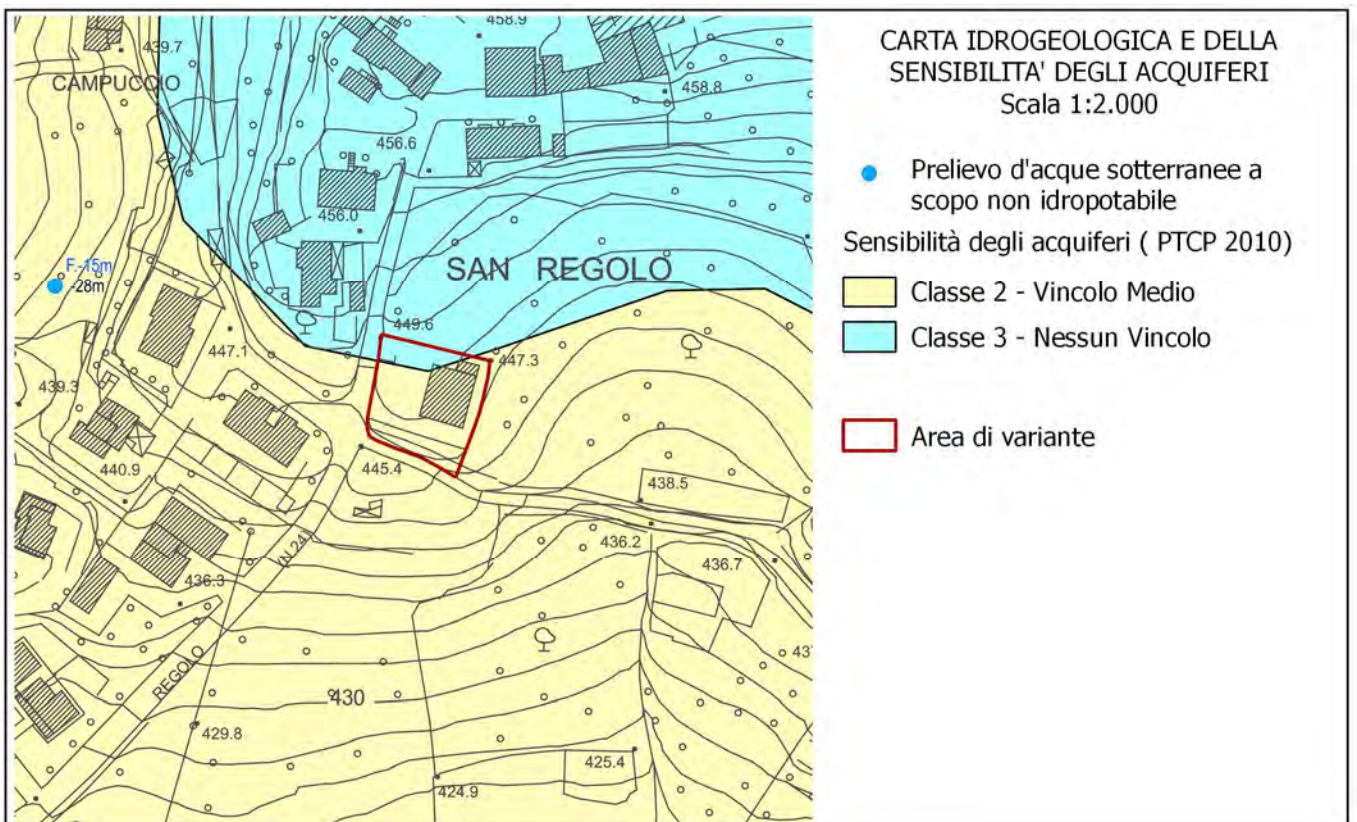 458.9
439.7
CAMPUCCIO
458.8
456.6
456.0
SAN REGOLO
F.-15m
-28m
449.6
447.1
447.3
439.3
445.4
440.9
438.5
(N 24)
436.2
436.7
436.3
REGOLO
430
429.8
425.4
424.9
CARTA IDROGEOLOGICA E DELLA
SENSIBILITA' DEGLI ACQUIFERI
Scala 1:2.000
Prelievo d'acque sotterranee a
scopo non idropotabile
Sensibilità degli acquiferi ( PTCP 2010)
Classe 2 - Vincolo Medio
Classe 3 - Nessun Vincolo
Area di variante